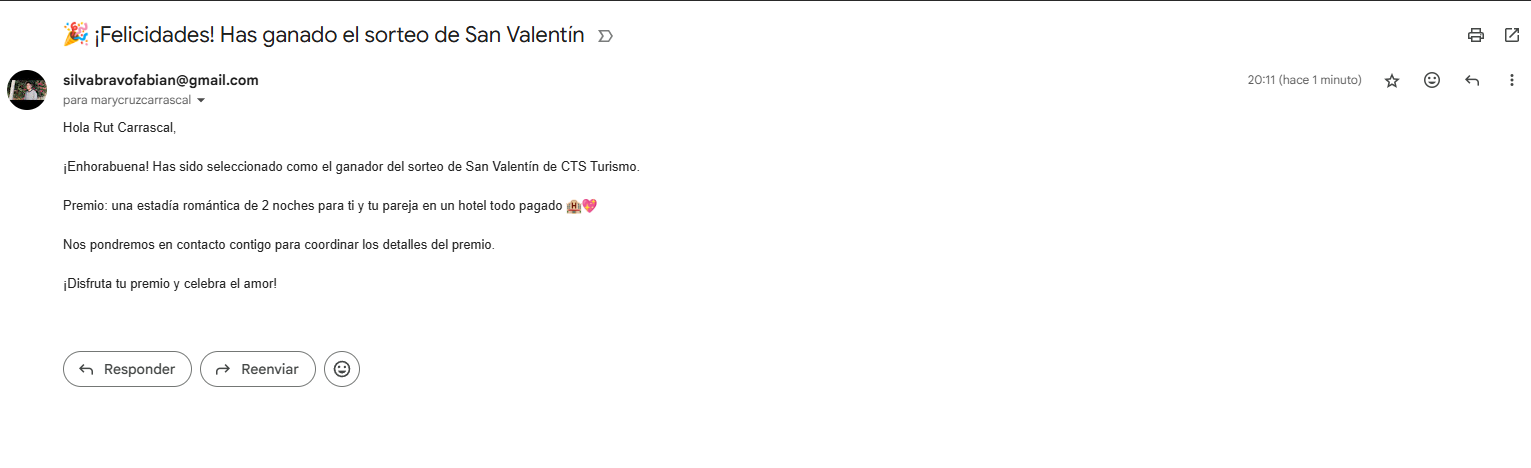 🎉 ¡Felicidades! Has ganado el sorteo de San Valentín
silvabravofabian@gmail.com
20:11 (hace 1 minuto)
para marycruzcarrascal
Hola Rut Carrascal,
¡Enhorabuena! Has sido seleccionado como el ganador del sorteo de San Valentín de CTS Turismo.
Premio: una estadía romántica de 2 noches para ti y tu pareja en un hotel todo pagado 🏩💖
Nos pondremos en contacto contigo para coordinar los detalles del premio.
¡Disfruta tu premio y celebra el amor!
Responder
Reenviar